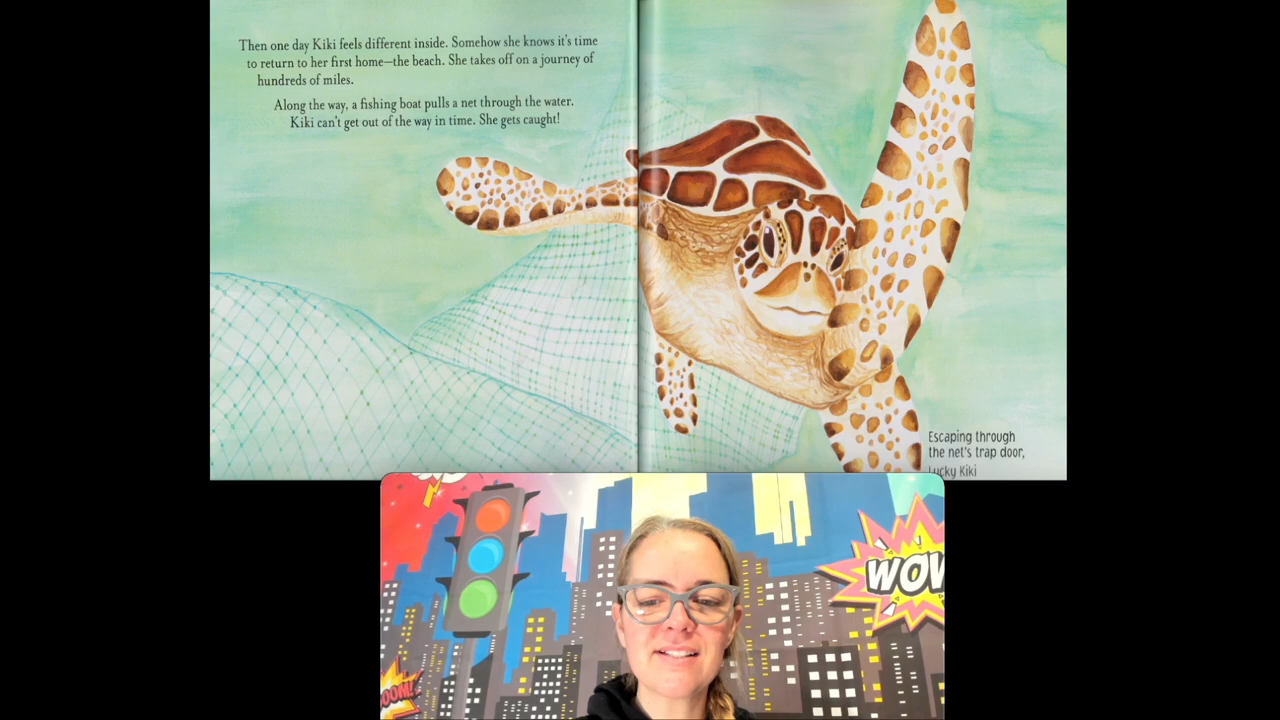 Then one day Kiki feels different inside. Somehow she knows it's time
to return to her first home—the beach. She takes off on a journey of
hundreds of miles.
Along the way, a fishing boat pulls a net through the water.
Kiki can't get out of the way in time. She gets caught!
Escaping through
the net's trap door,
Lucky Kiki
WOW
BOOM!